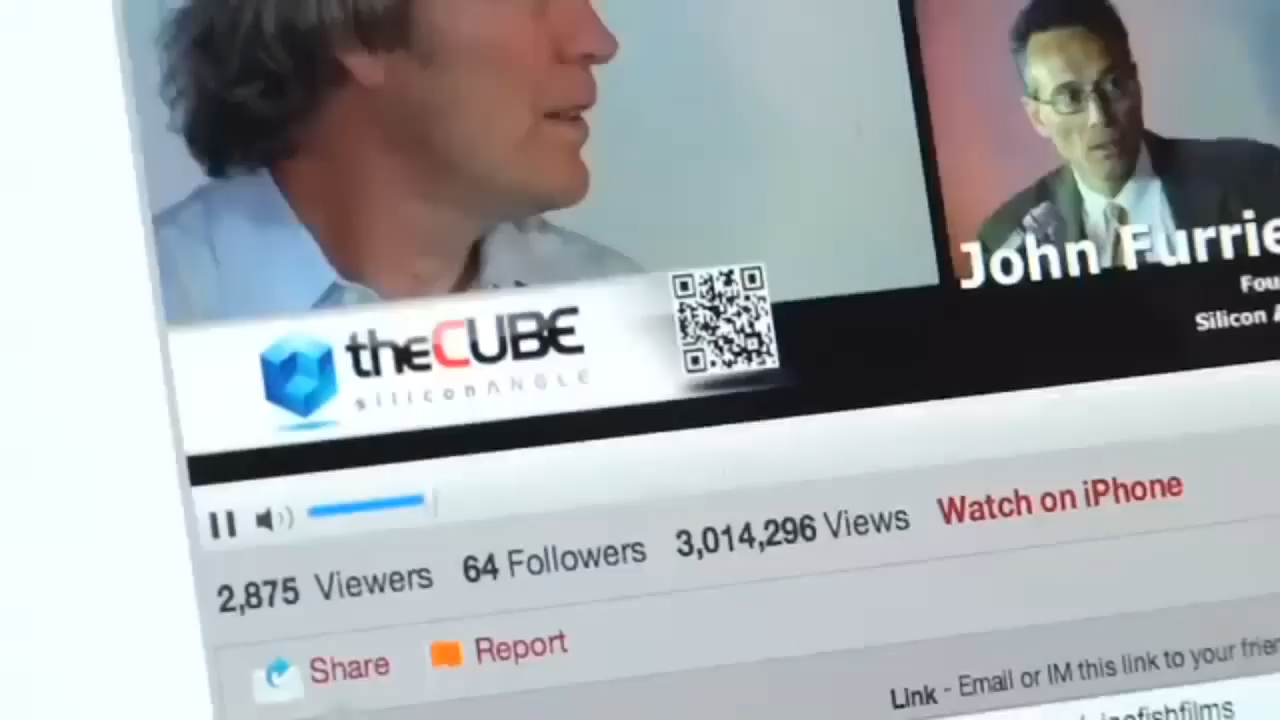 John Furrie
Fou
Silicon A
theCUBE
siliconANGLE
2,875 Viewers 64 Followers 3,014,296 Views Watch on iPhone
Share Report
Link - Email or IM this link to your frien